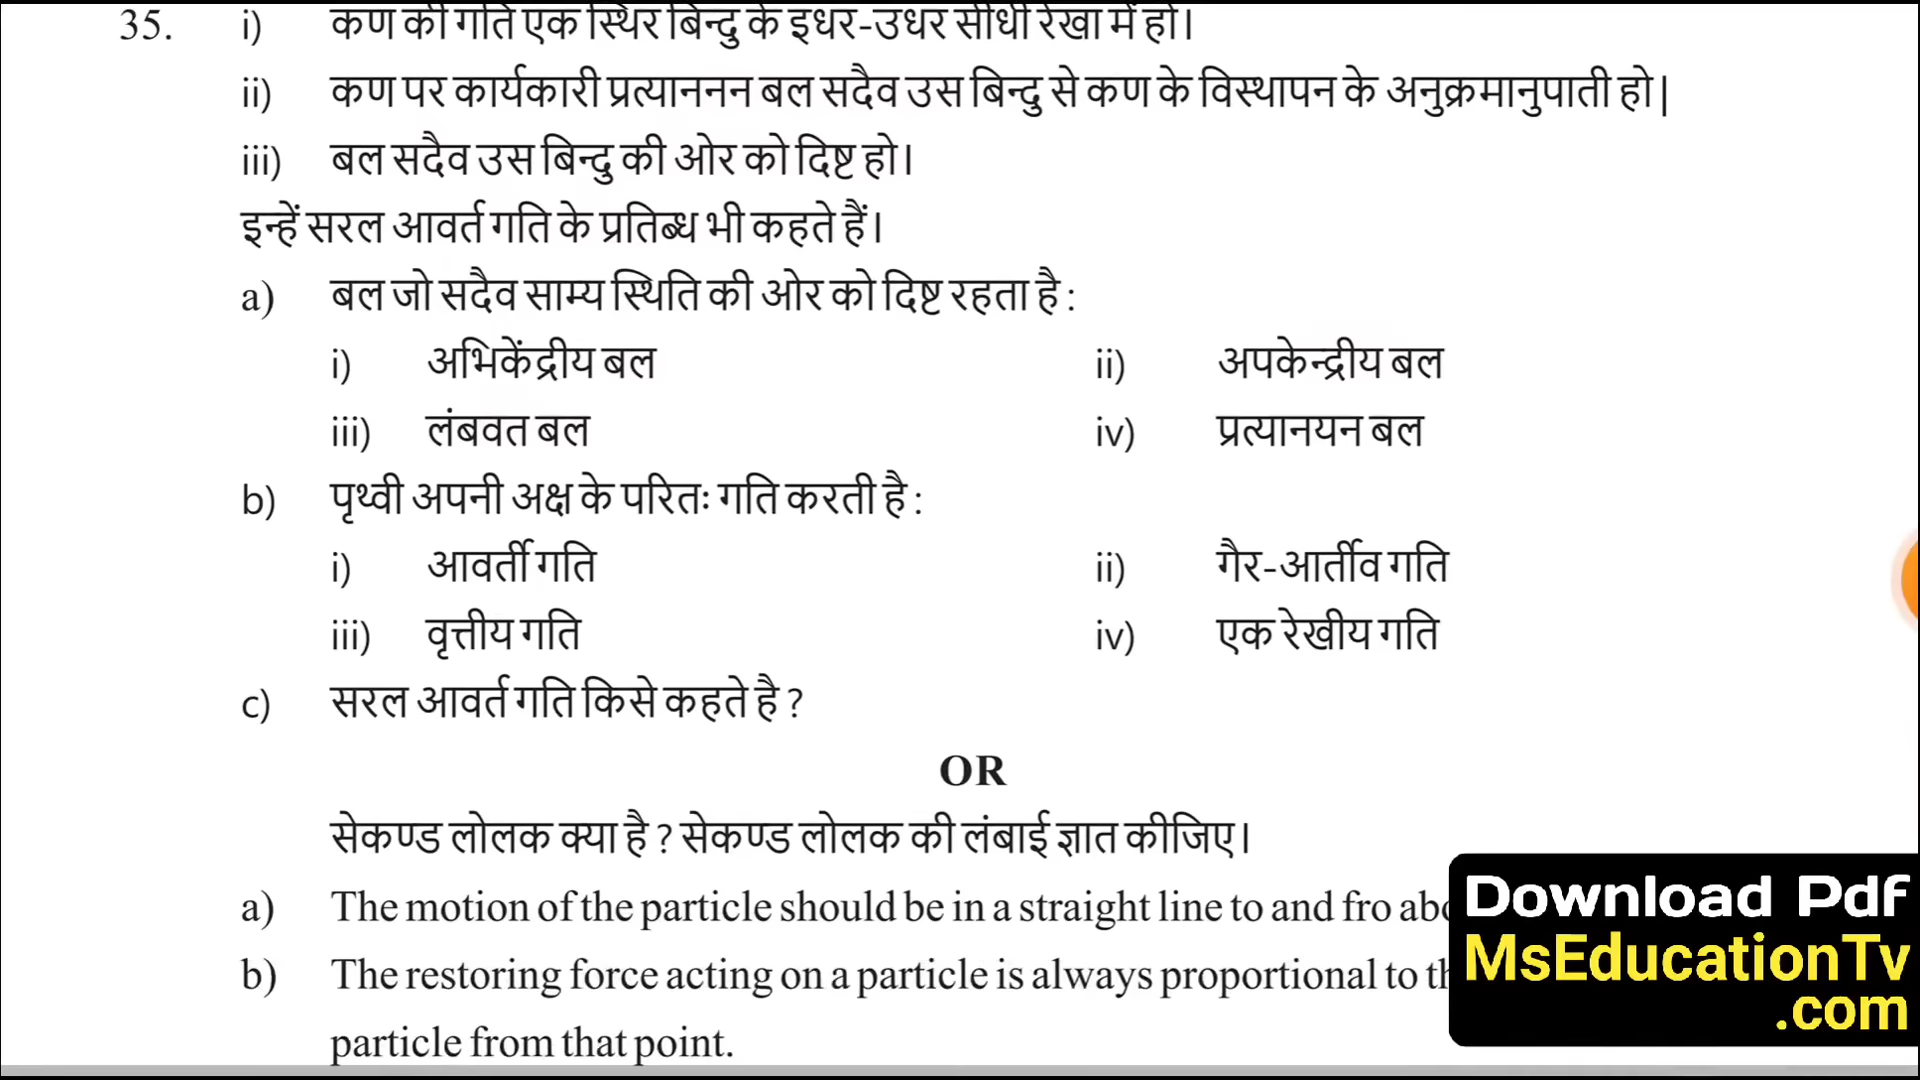 35. i) कण की गति एक स्थिर बिन्दु के इधर-उधर सीधी रेखा में हो।
ii) कण पर कार्यकारी प्रत्याननन बल सदैव उस बिन्दु से कण के विस्थापन के अनुक्रमानुपाती हो|
iii) बल सदैव उस बिन्दु की ओर को दिष्ट हो।
इन्हें सरल आवर्त गति के प्रतिब्ध भी कहते हैं।
a) बल जो सदैव साम्य स्थिति की ओर को दिष्ट रहता है :
i) अभिकेंद्रीय बल ii) अपकेन्द्रीय बल
iii) लंबवत बल iv) प्रत्यानयन बल
b) पृथ्वी अपनी अक्ष के परितः गति करती है :
i) आवर्ती गति ii) गैर-आर्तीव गति
iii) वृत्तीय गति iv) एक रेखीय गति
c) सरल आवर्त गति किसे कहते है ?
OR
सेकण्ड लोलक क्या है ? सेकण्ड लोलक की लंबाई ज्ञात कीजिए।
a) The motion of the particle should be in a straight line to and fro
b) The restoring force acting on a particle is always proportional to
particle from that point.
Download Pdf
MsEducationTv
.com